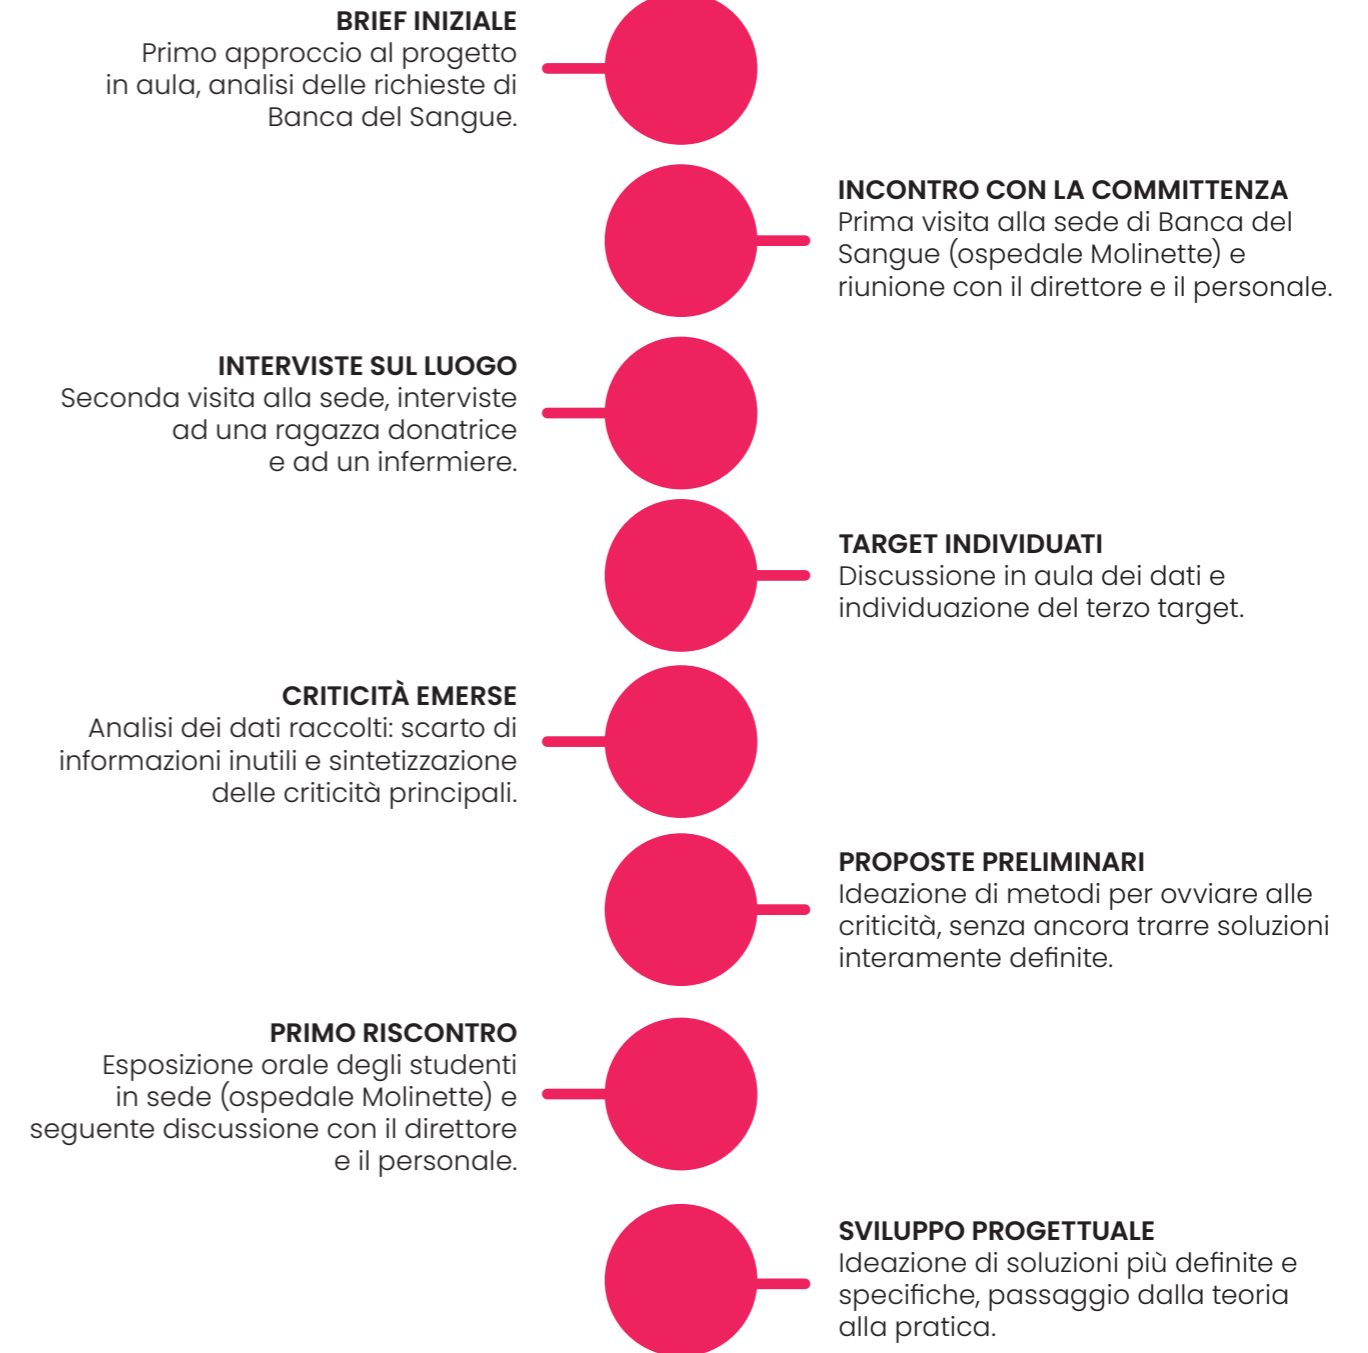 BRIEF INIZIALE
Primo approccio al progetto
in aula, analisi delle richieste di
Banca del Sangue.
INCONTRO CON LA COMMITTENZA
Prima visita alla sede di Banca del
Sangue (ospedale Molinette) e
riunione con il direttore e il personale.
INTERVISTE SUL LUOGO
Seconda visita alla sede, interviste
ad una ragazza donatrice
e ad un infermiere.
TARGET INDIVIDUATI
Discussione in aula dei dati e
individuazione del terzo target.
CRITICITÀ EMERSE
Analisi dei dati raccolti: scarto di
informazioni inutili e sintetizzazione
delle criticità principali.
PROPOSTE PRELIMINARI
Ideazione di metodi per ovviare alle
criticità, senza ancora trarre soluzioni
interamente definite.
PRIMO RISCONTRO
Esposizione orale degli studenti
in sede (ospedale Molinette) e
seguente discussione con il direttore
e il personale.
SVILUPPO PROGETTUALE
Ideazione di soluzioni più definite e
specifiche, passaggio dalla teoria
alla pratica.